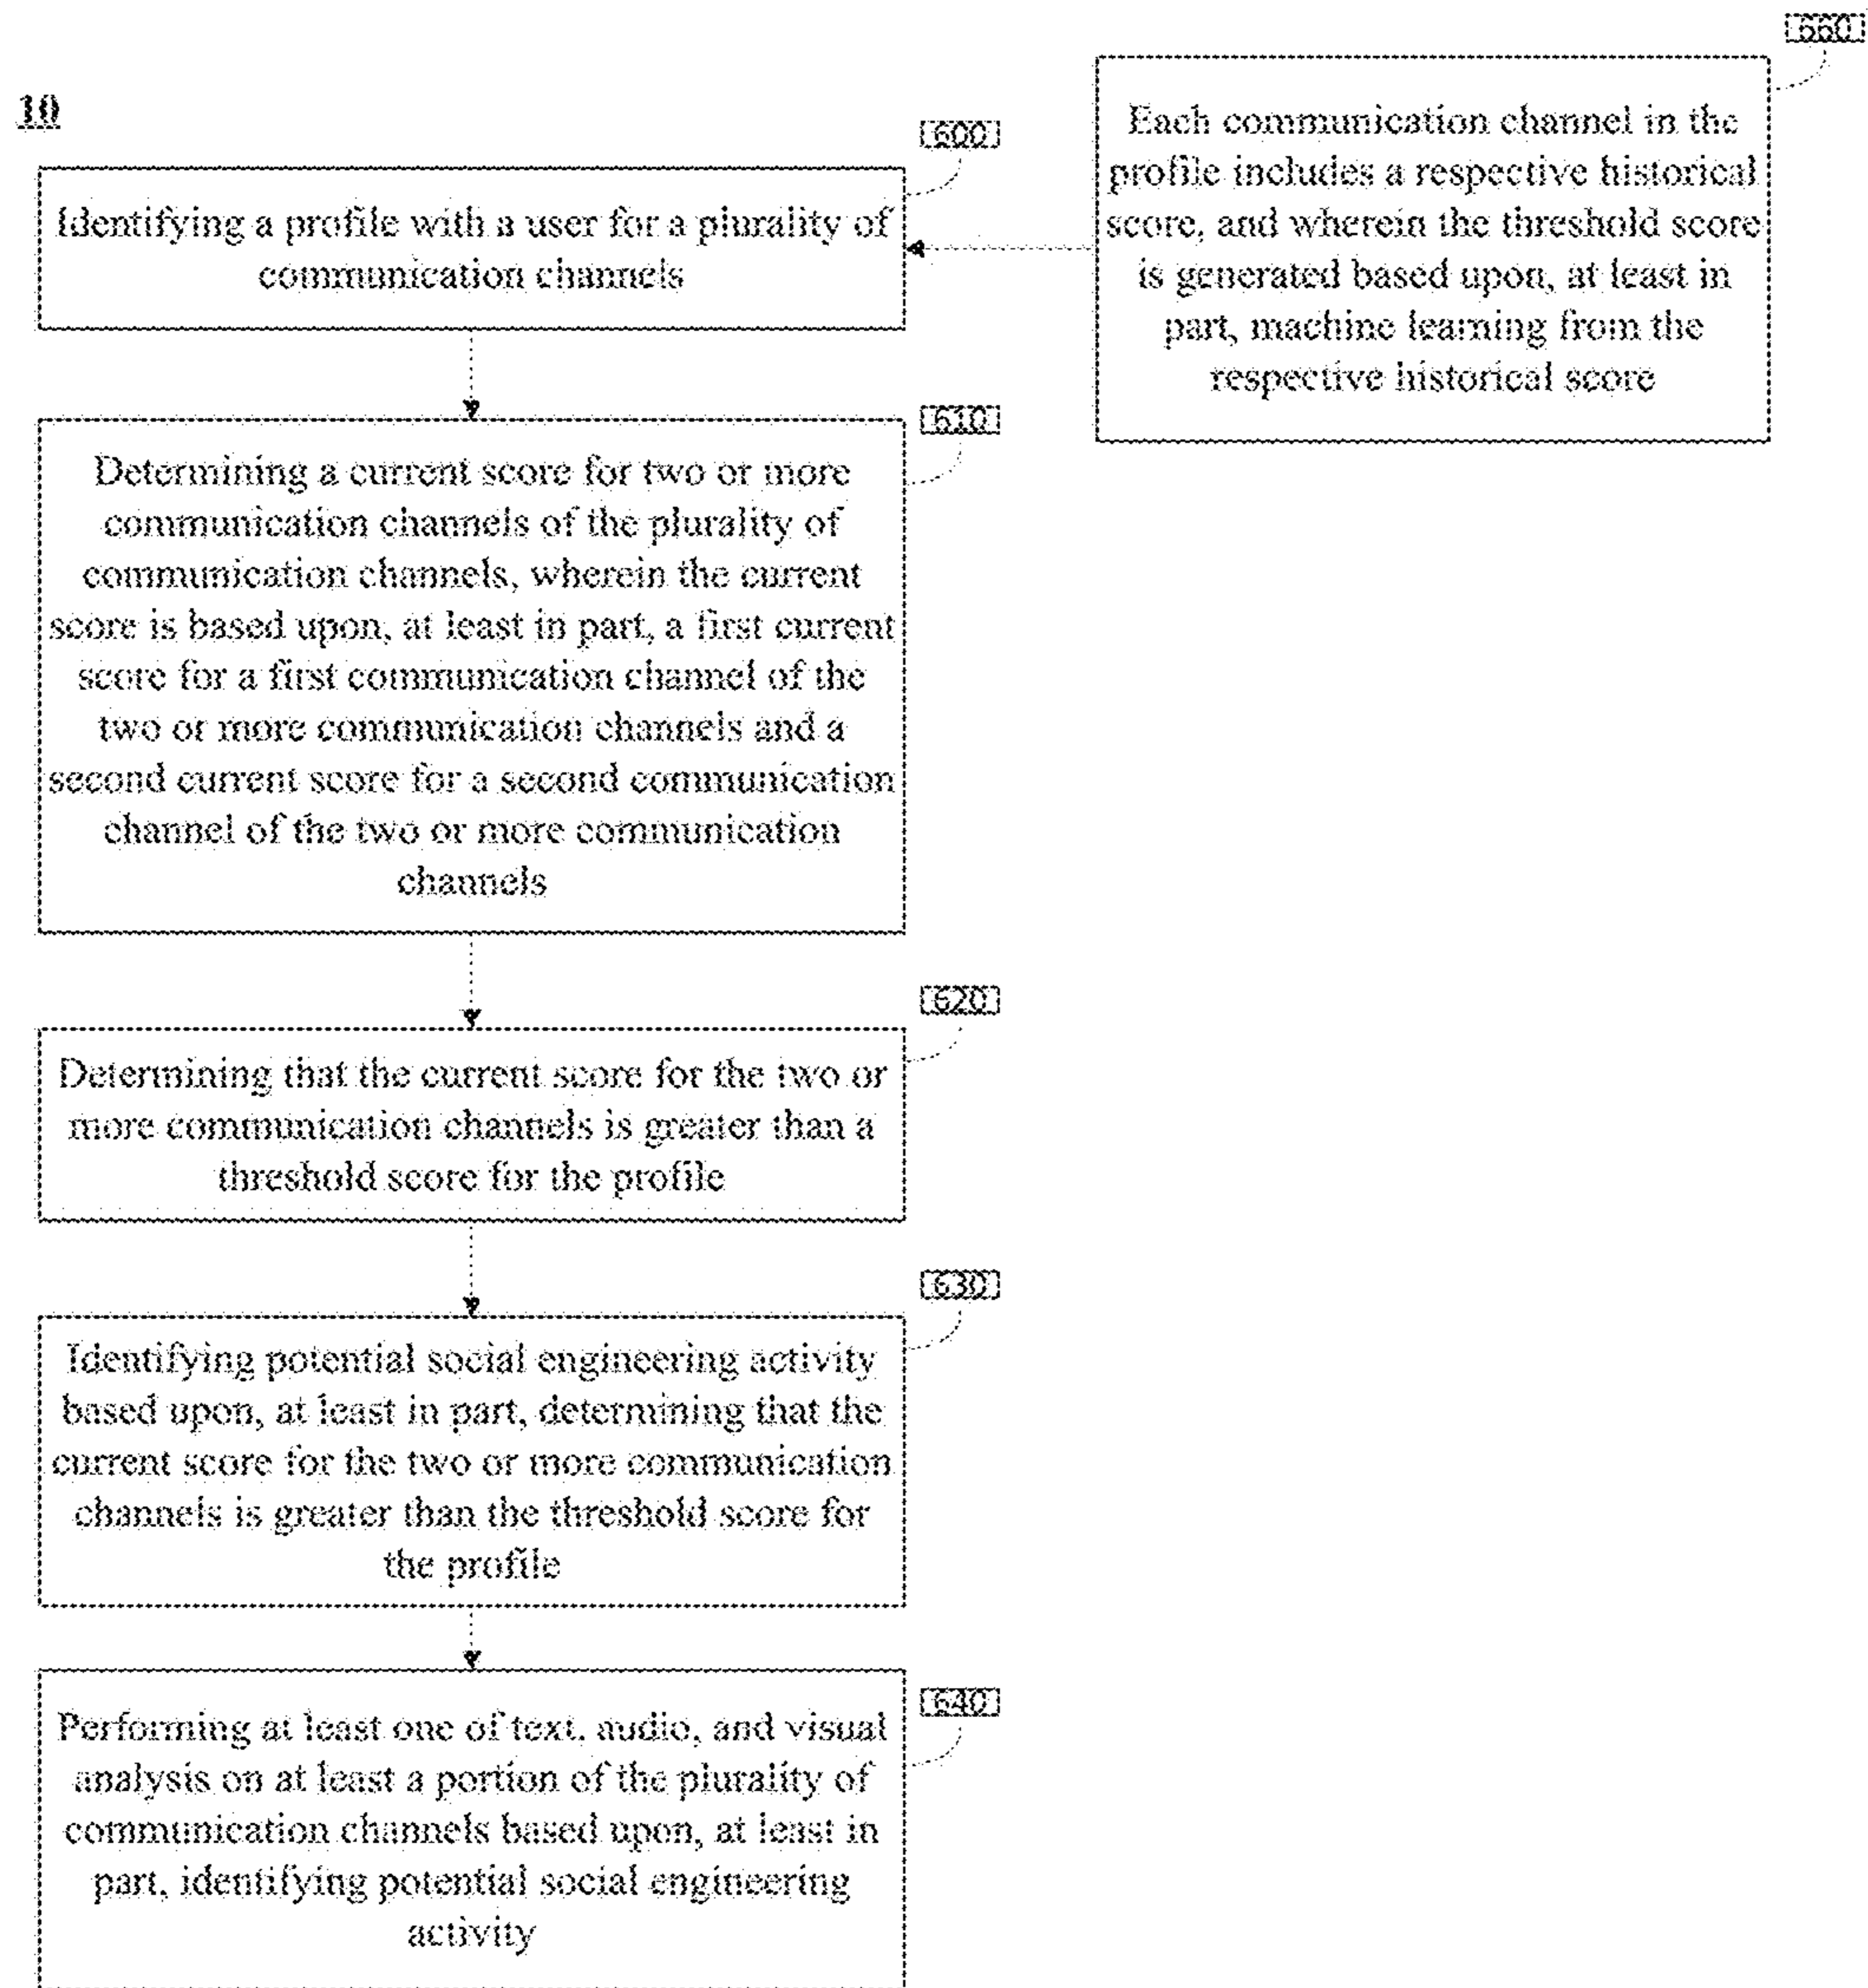 10
600
Identifying a profile with a user for a plurality of
communication channels
660
Each communication channel in the
profile includes a respective historical
score, and wherein the threshold score
is generated based upon, at least in
part, machine learning from the
respective historical score
610
Determining a current score for two or more
communication channels of the plurality of
communication channels, wherein the current
score is based upon, at least in part, a first current
score for a first communication channel of the
two or more communication channels and a
second current score for a second communication
channel of the two or more communication
channels
620
Determining that the current score for the two or
more communication channels is greater than a
threshold score for the profile
630
Identifying potential social engineering activity
based upon, at least in part, determining that the
current score for the two or more communication
channels is greater than the threshold score for
the profile
640
Performing at least one of text, audio, and visual
analysis on at least a portion of the plurality of
communication channels based upon, at least in
part, identifying potential social engineering
activity